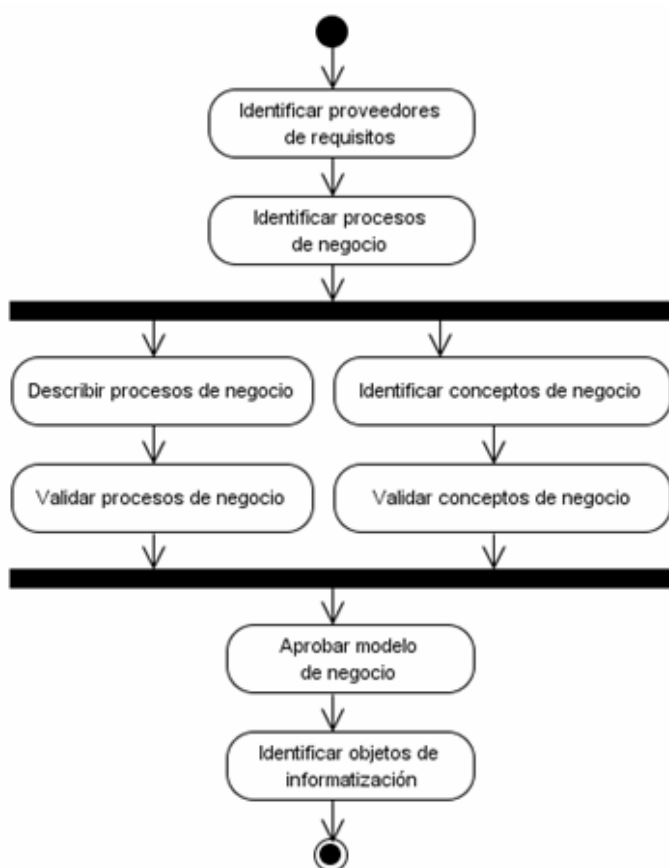 Identificar proveedores
de requisitos
Identificar procesos
de negocio
Describir procesos de negocio
Identificar conceptos de negocio
Validar procesos de negocio
Validar conceptos de negocio
Aprobar modelo
de negocio
Identificar objetos de
informatización